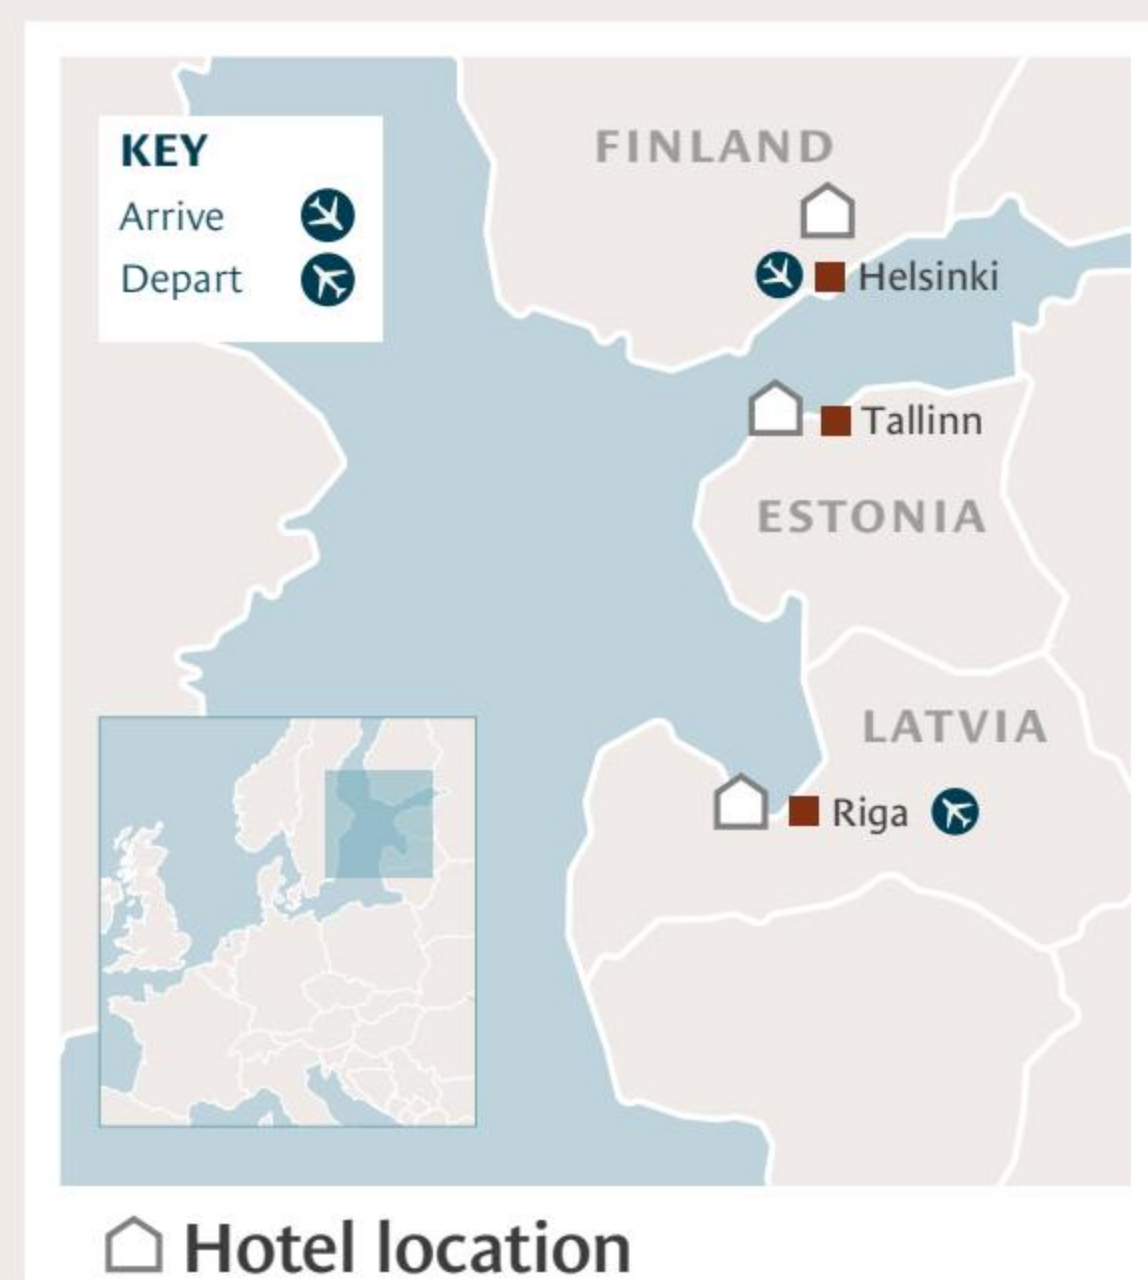 KEY
Arrive
Depart
FINLAND
Helsinki
Tallinn
ESTONIA
LATVIA
Riga
Hotel location